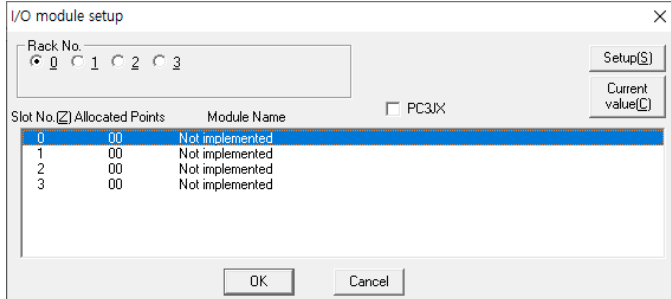 I/O module setup
Rack No.
0 1 2 3
Setup(S)
Current
value(C)
PC3JX
Slot No.(Z) Allocated Points Module Name
0 00 Not implemented
1 00 Not implemented
2 00 Not implemented
3 00 Not implemented
OK Cancel